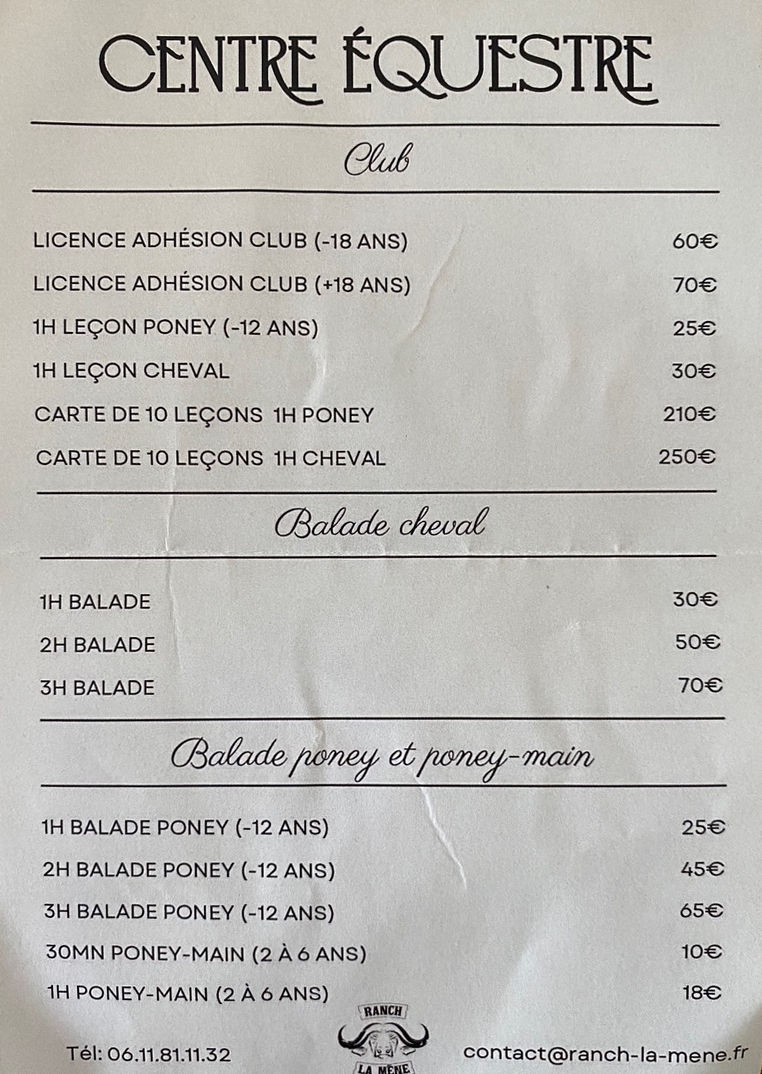 CENTRE ÉQUESTRE
Club
LICENCE ADHÉSION CLUB (-18 ANS) 60€
LICENCE ADHÉSION CLUB (+18 ANS) 70€
1H LEÇON PONEY (-12 ANS) 25€
1H LEÇON CHEVAL 30€
CARTE DE 10 LEÇONS 1H PONEY 210€
CARTE DE 10 LEÇONS 1H CHEVAL 250€
Balade cheval
1H BALADE 30€
2H BALADE 50€
3H BALADE 70€
Balade poney et poney-main
1H BALADE PONEY (-12 ANS) 25€
2H BALADE PONEY (-12 ANS) 45€
3H BALADE PONEY (-12 ANS) 65€
30MN PONEY-MAIN (2 À 6 ANS) 10€
1H PONEY-MAIN (2 À 6 ANS) 18€
RANCH
Tél: 06.11.81.11.32 contact@ranch-la-mene.fr
LA MÈNE